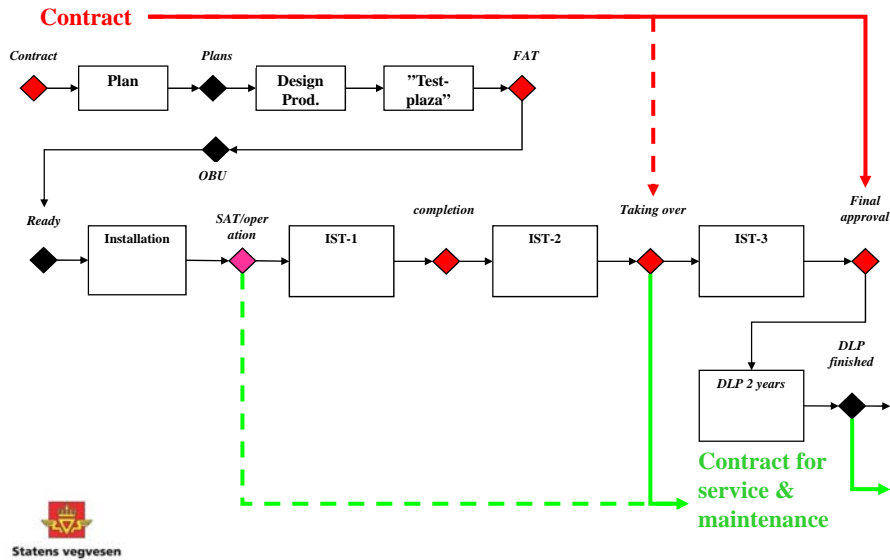 Contract
Contract
Plans
FAT
Plan
Design
Prod.
”Test-
plaza”
OBU
Ready
SAT/oper
ation
completion
Taking over
Final
approval
Installation
IST-1
IST-2
IST-3
DLP
finished
DLP 2 years
Contract for
service &
maintenance
Statens vegvesen